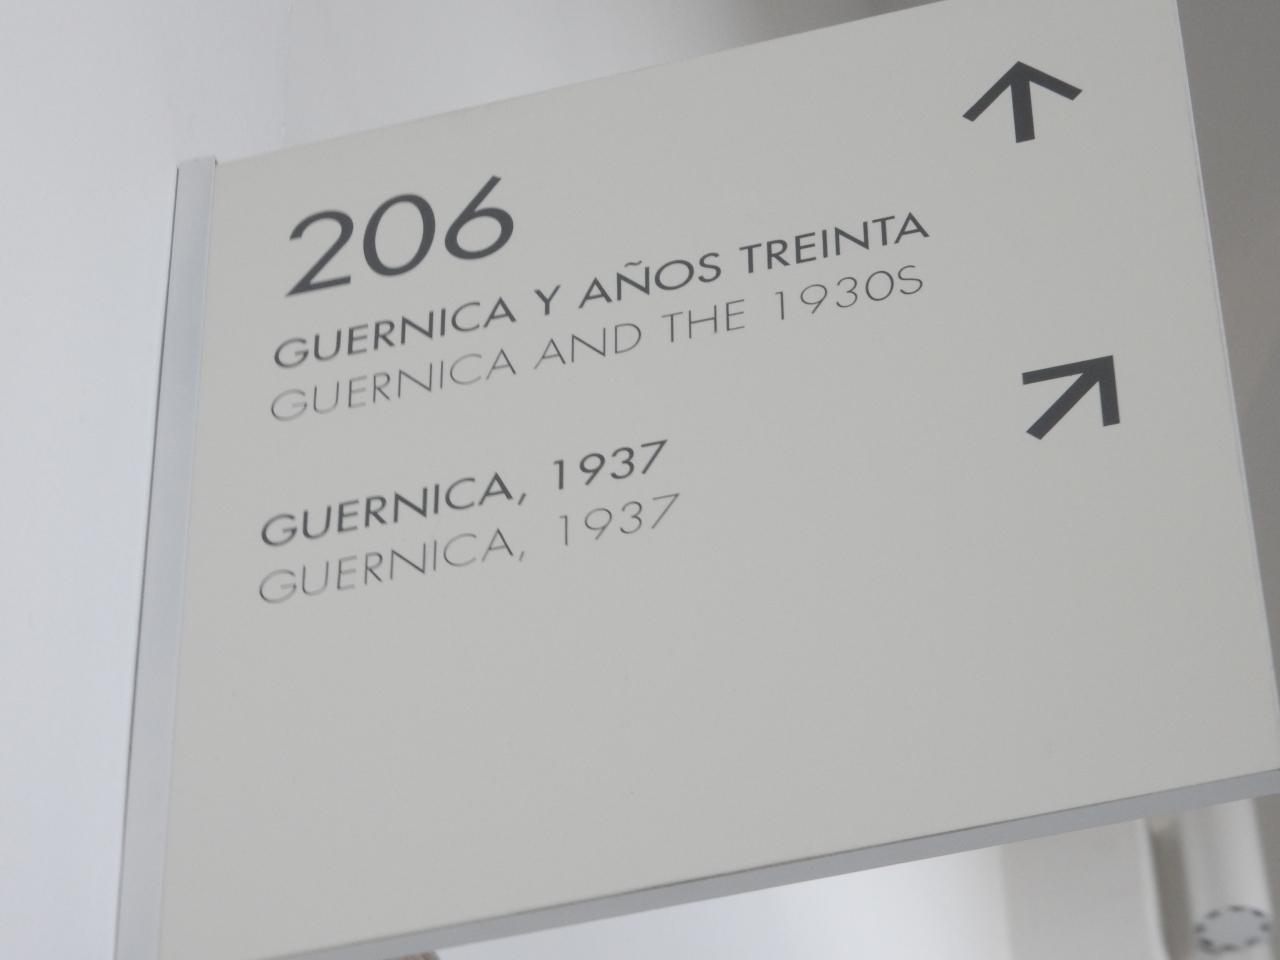 206
GUERNICA Y AÑOS TREINTA
GUERNICA AND THE 1930S
GUERNICA, 1937
GUERNICA, 1937